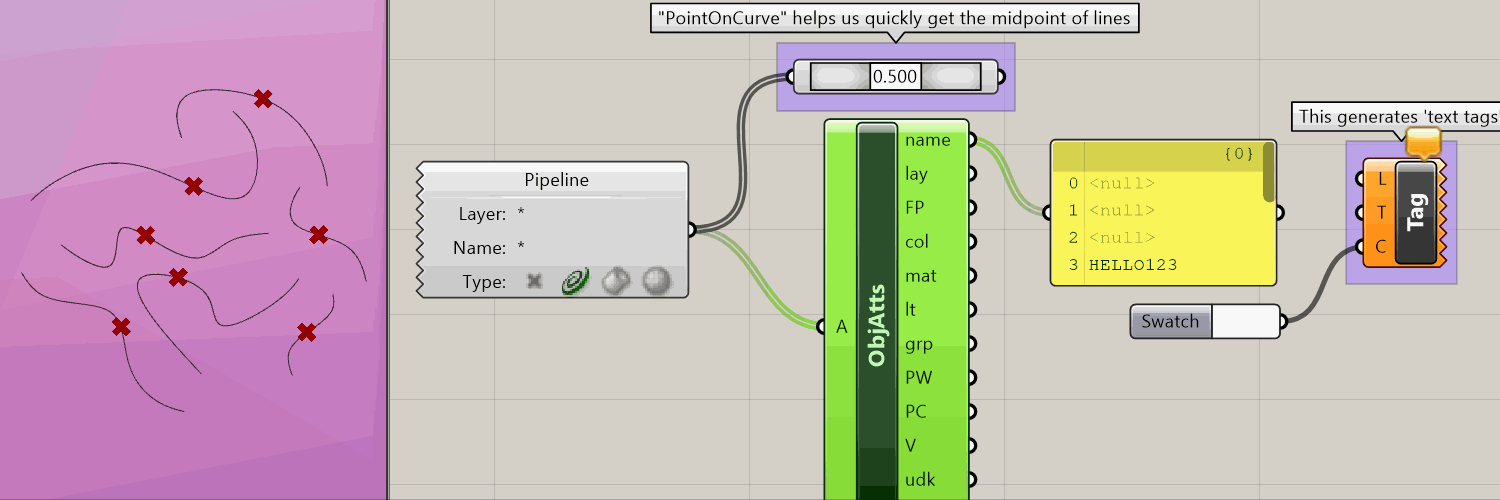 "PointOnCurve" helps us quickly get the midpoint of lines
0.500
This generates 'text tags'
Pipeline
Layer: *
Name: *
Type:
A
ObjAtts
name
lay
FP
col
mat
lt
grp
PW
PC
V
udk
{0}
0 <null>
1 <null>
2 <null>
3 HELLO123
L
T
C
Tag
Swatch